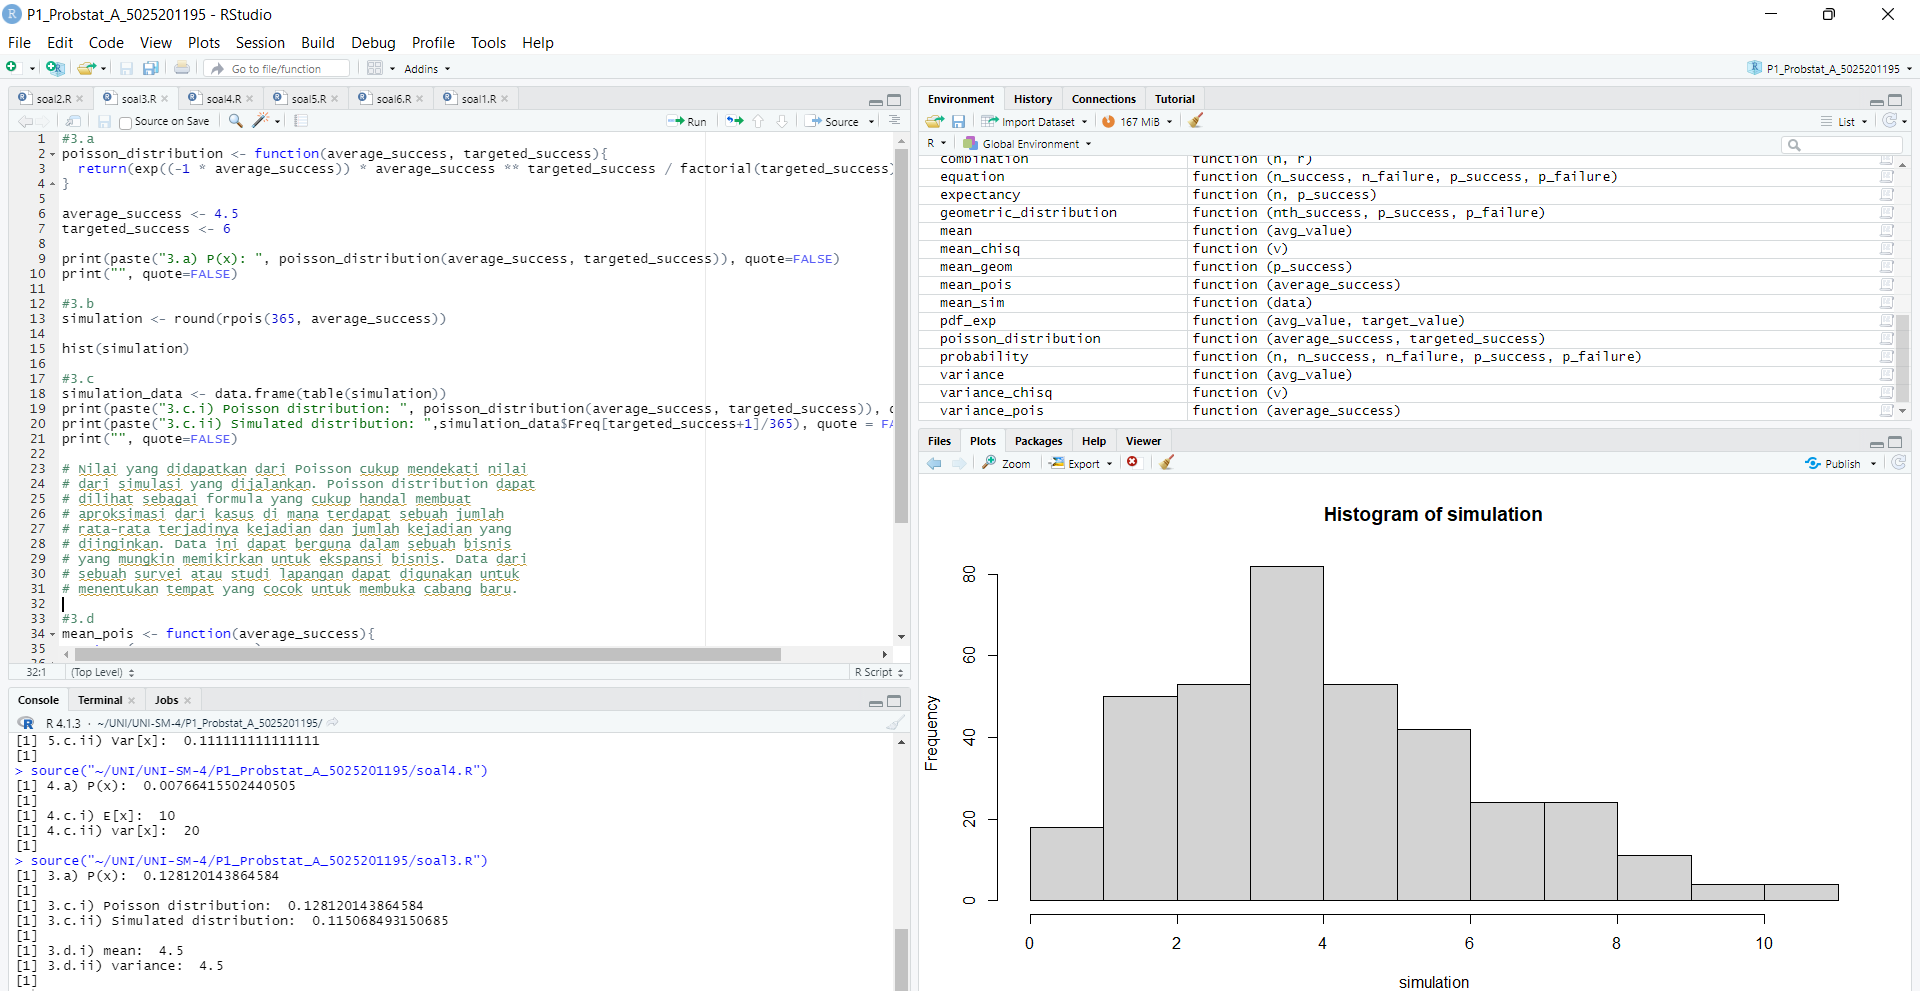 P1_Probstat_A_5025201195 - RStudio
File Edit Code View Plots Session Build Debug Profile Tools Help
Go to file/function Addins
P1_Probstat_A_5025201195
soal2.R soal3.R soal4.R soal5.R soal6.R soal1.R
Source on Save Run Source
1 #3.a
2 poisson_distribution <- function(average_success, targeted_success){
3 return(exp((-1 * average_success)) * average_success ** targeted_success / factorial(targeted_success)
4 }
5
6 average_success <- 4.5
7 targeted_success <- 6
8
9 print(paste("3.a) P(x): ", poisson_distribution(average_success, targeted_success)), quote=FALSE)
10 print("", quote=FALSE)
11
12 #3.b
13 simulation <- round(rpois(365, average_success))
14
15 hist(simulation)
16
17 #3.c
18 simulation_data <- data.frame(table(simulation))
19 print(paste("3.c.i) Poisson distribution: ", poisson_distribution(average_success, targeted_success)),
20 print(paste("3.c.ii) Simulated distribution: ",simulation_data$Freq[targeted_success+1]/365), quote = FA
21 print("", quote=FALSE)
22
23 # Nilai yang didapatkan dari Poisson cukup mendekati nilai
24 # dari simulasi yang dijalankan. Poisson distribution dapat
25 # dilihat sebagai formula yang cukup handal membuat
26 # aproksimasi dari kasus di mana terdapat sebuah jumlah
27 # rata-rata terjadinya kejadian dan jumlah kejadian yang
28 # diinginkan. Data ini dapat berguna dalam sebuah bisnis
29 # yang mungkin memikirkan untuk ekspansi bisnis. Data dari
30 # sebuah survei atau studi lapangan dapat digunakan untuk
31 # menentukan tempat yang cocok untuk membuka cabang baru.
32
33 #3.d
34 mean_pois <- function(average_success){
35
32:1 (Top Level) R Script
Console Terminal Jobs
R 4.1.3 · ~/UNI/UNI-SM-4/P1_Probstat_A_5025201195/
[1] 5.c.ii) Var[x]: 0.111111111111111
[1]
> source("~/UNI/UNI-SM-4/P1_Probstat_A_5025201195/soal4.R")
[1] 4.a) P(x): 0.00766415502440505
[1]
[1] 4.c.i) E[x]: 10
[1] 4.c.ii) Var[x]: 20
[1]
> source("~/UNI/UNI-SM-4/P1_Probstat_A_5025201195/soal3.R")
[1] 3.a) P(x): 0.128120143864584
[1]
[1] 3.c.i) Poisson distribution: 0.128120143864584
[1] 3.c.ii) Simulated distribution: 0.115068493150685
[1]
[1] 3.d.i) mean: 4.5
[1] 3.d.ii) variance: 4.5
[1]
Environment History Connections Tutorial
Import Dataset 167 MiB List
R Global Environment
combination function (n, r)
equation function (n_success, n_failure, p_success, p_failure)
expectancy function (n, p_success)
geometric_distribution function (nth_success, p_success, p_failure)
mean function (avg_value)
mean_chisq function (v)
mean_geom function (p_success)
mean_pois function (average_success)
mean_sim function (data)
pdf_exp function (avg_value, target_value)
poisson_distribution function (average_success, targeted_success)
probability function (n, n_success, n_failure, p_success, p_failure)
variance function (avg_value)
variance_chisq function (v)
variance_pois function (average_success)
Files Plots Packages Help Viewer
Zoom Export Publish
Histogram of simulation
Frequency
80
60
40
20
0
0 2 4 6 8 10
simulation